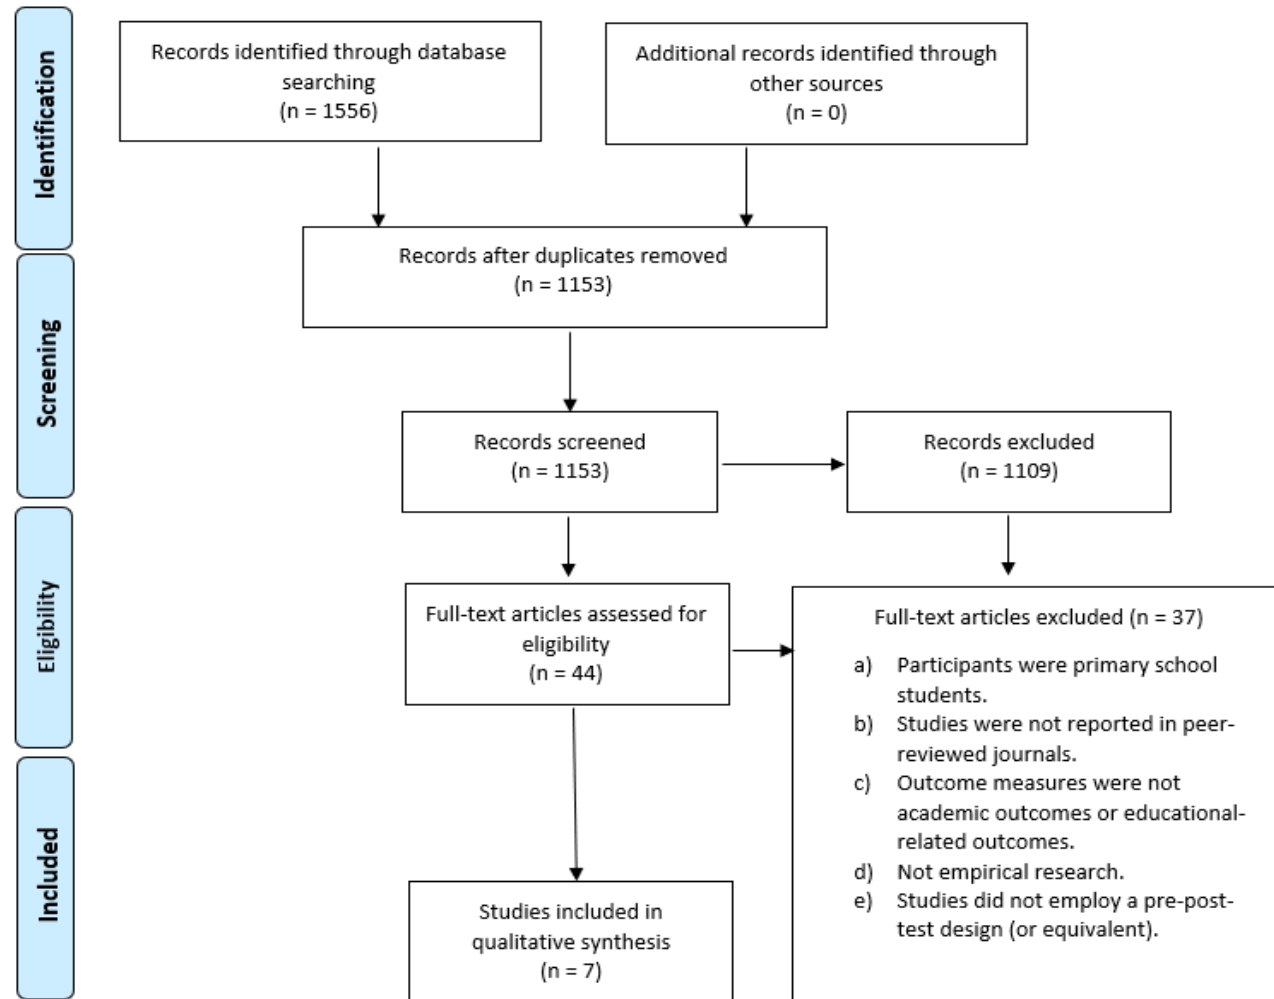 Identification
Records identified through database
searching
(n = 1556)
Additional records identified through
other sources
(n = 0)
Records after duplicates removed
(n = 1153)
Screening
Records screened
(n = 1153)
Records excluded
(n = 1109)
Eligibility
Full-text articles assessed for
eligibility
(n = 44)
Full-text articles excluded (n = 37)
a) Participants were primary school
students.
b) Studies were not reported in peer-
reviewed journals.
c) Outcome measures were not
academic outcomes or educational-
related outcomes.
d) Not empirical research.
e) Studies did not employ a pre-post-
test design (or equivalent).
Included
Studies included in
qualitative synthesis
(n = 7)